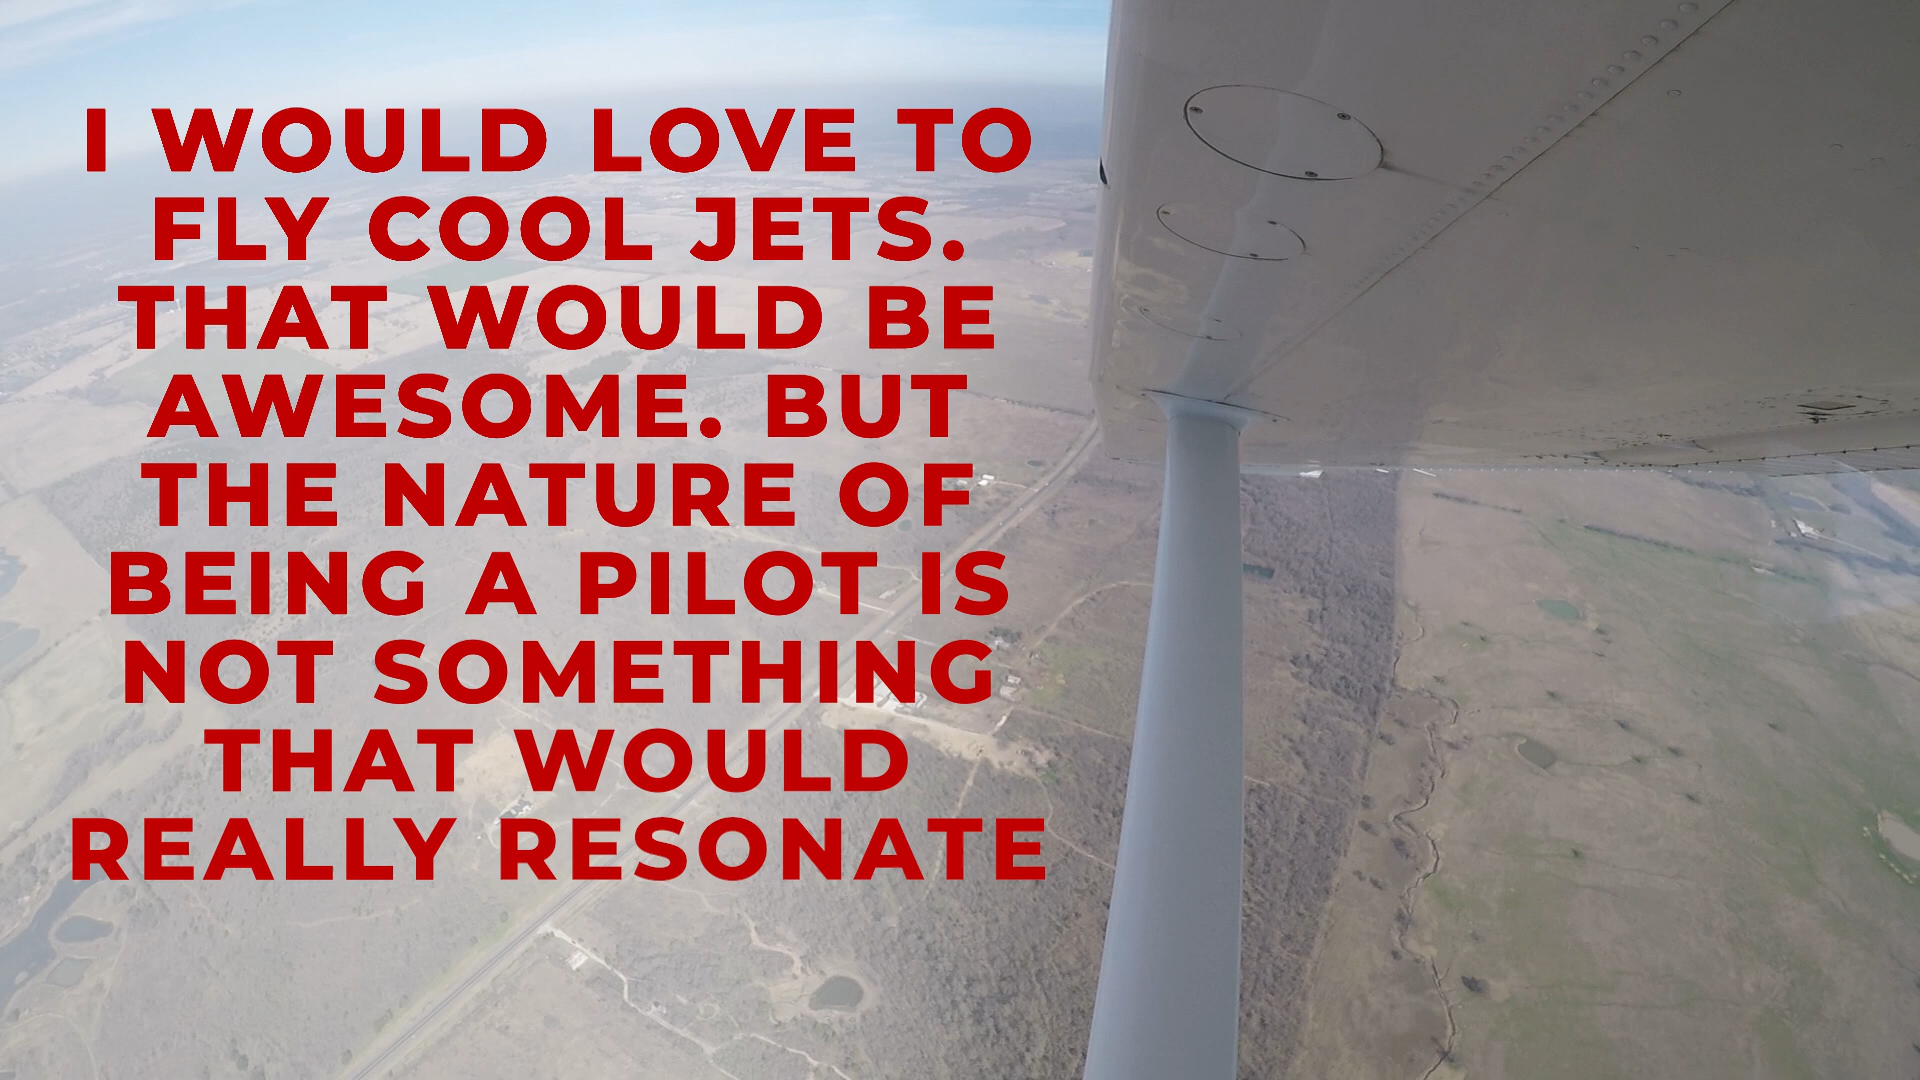 I WOULD LOVE TO
FLY COOL JETS.
THAT WOULD BE
AWESOME. BUT
THE NATURE OF
BEING A PILOT IS
NOT SOMETHING
THAT WOULD
REALLY RESONATE